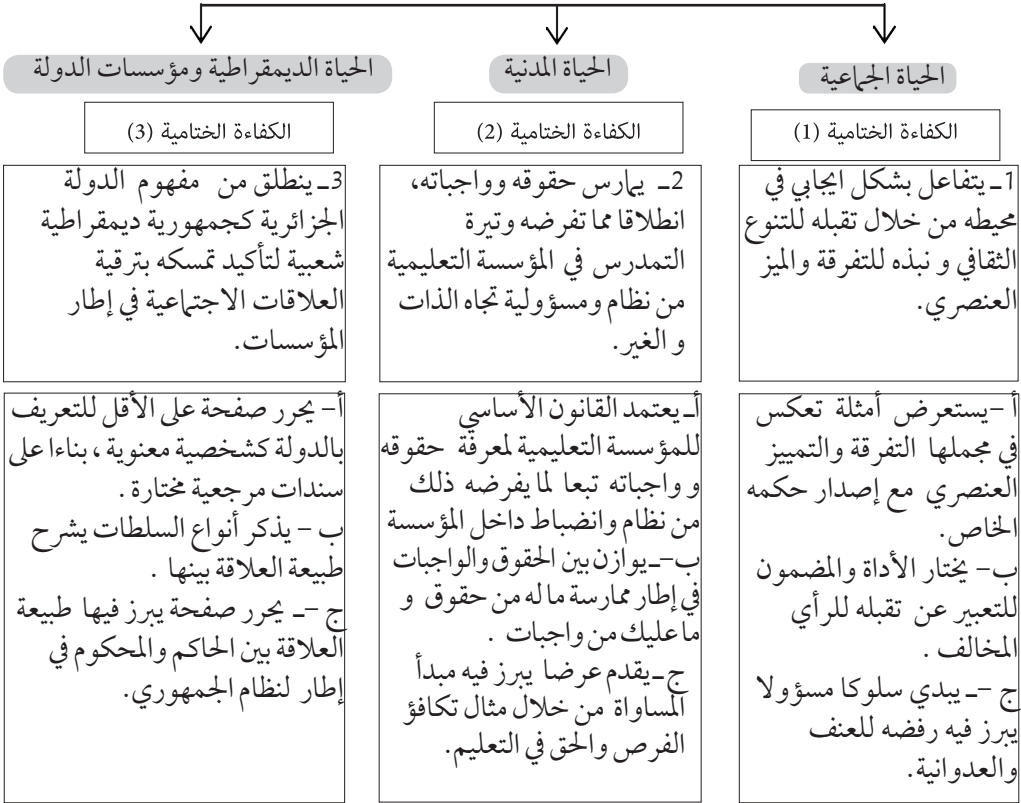 الحياة الجماعية
الكفاءة الختامية (1)
1ـ يتفاعل بشكل ايجابي في
محيطه من خلال تقبله للتنوع
الثقافي و نبذه للتفرقة والميز
العنصري.
أ –يستعرض أمثلة تعكس
في مجملها التفرقة والتمييز
العنصري مع إصدار حكمه
الخاص.
ب– يختار الأداة والمضمون
للتعبير عن تقبله للرأي
المخالف .
ج –ـ يبدي سلوكا مسؤولا
يبرز فيه رفضه للعنف
والعدوانية.
الحياة المدنية
الكفاءة الختامية (2)
2ـ يمارس حقوقه وواجباته،
انطلاقا مما تفرضه وتيرة
التمدرس في المؤسسة التعليمية
من نظام ومسؤولية تجاه الذات
و الغير.
أـ يعتمد القانون الأساسي
للمؤسسة التعليمية لمعرفة حقوقه
و واجباته تبعا لما يفرضه ذلك
من نظام وانضباط داخل المؤسسة
ب–ـ يوازن بين الحقوق والواجبات
في إطار ممارسة ماله من حقوق و
ماعليك من واجبات .
ج ـ يقدم عرضا يبرز فيه مبدأ
المساواة من خلال مثال تكافؤ
الفرص والحق في التعليم.
الحياة الديمقراطية ومؤسسات الدولة
الكفاءة الختامية (3)
3ـ ينطلق من مفهوم الدولة
الجزائرية كجمهورية ديمقراطية
شعبية لتأكيد تمسكه بترقية
العلاقات الاجتماعية في إطار
المؤسسات.
أ– يحرر صفحة على الأقل للتعريف
بالدولة كشخصية معنوية ، بناءا على
سندات مرجعية مختارة .
ب – يذكر أنواع السلطات يشرح
طبيعة العلاقة بينها .
ج –ـ يحرر صفحة يبرز فيها طبيعة
العلاقة بين الحاكم والمحكوم في
إطار لنظام الجمهوري.